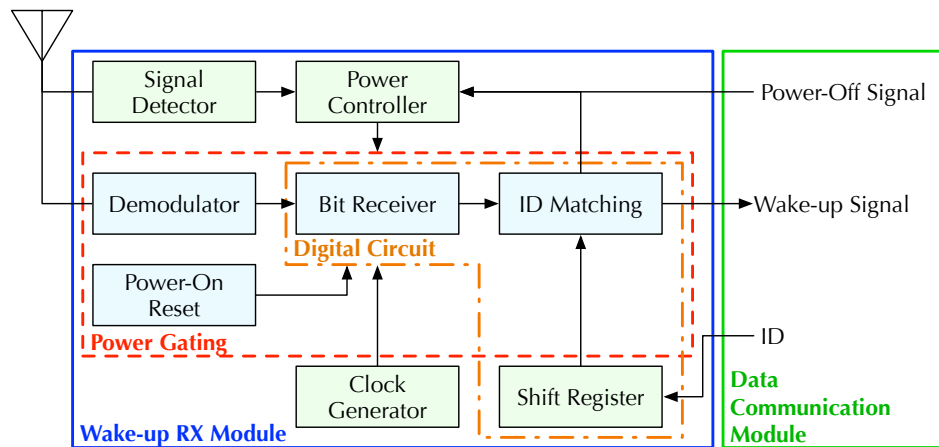 Signal
Detector
Power
Controller
Power-Off Signal
Demodulator
Bit Receiver
ID Matching
Wake-up Signal
Digital Circuit
Power-On
Reset
Power Gating
ID
Clock
Generator
Shift Register
Data
Communication
Module
Wake-up RX Module